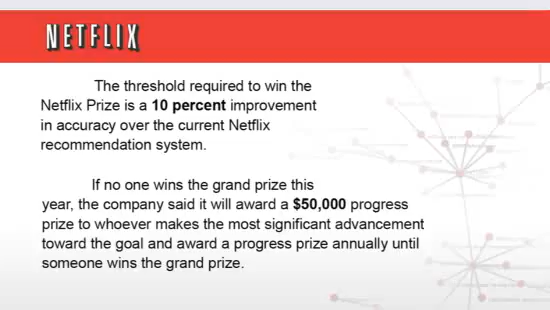 NETFLIX
The threshold required to win the
Netflix Prize is a 10 percent improvement
in accuracy over the current Netflix
recommendation system.
If no one wins the grand prize this
year, the company said it will award a $50,000 progress
prize to whoever makes the most significant advancement
toward the goal and award a progress prize annually until
someone wins the grand prize.